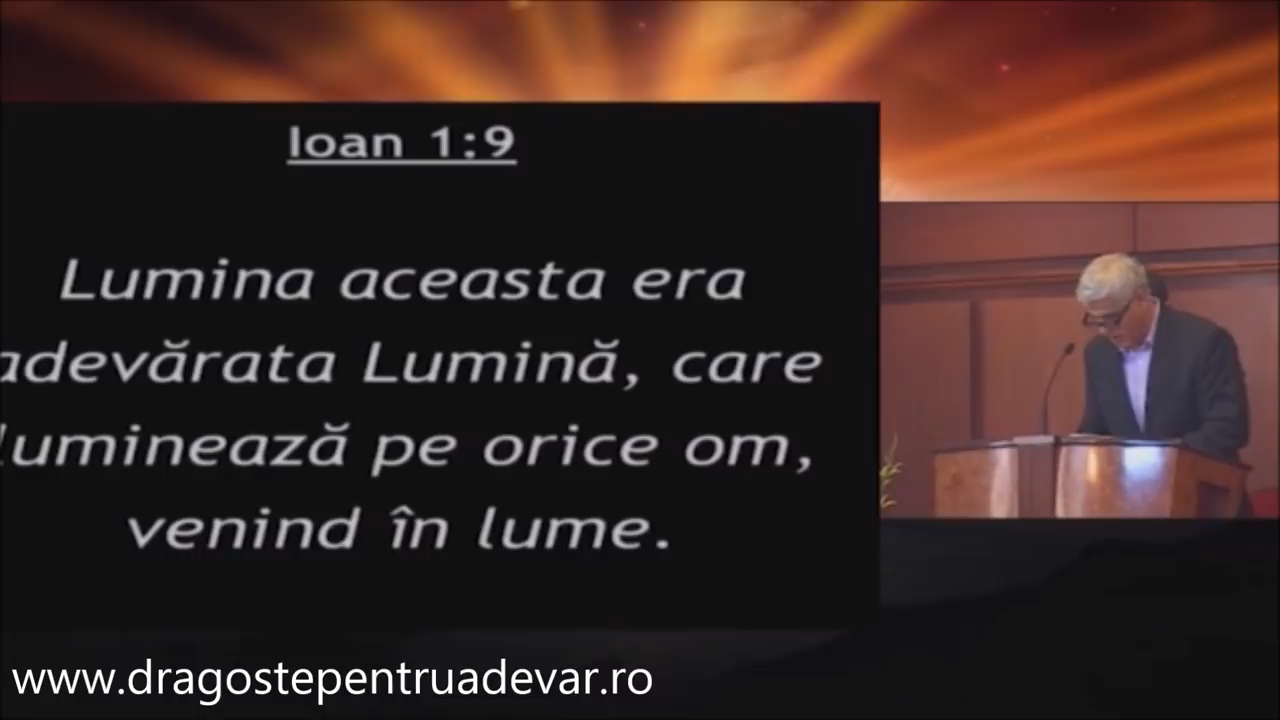 Ioan 1:9
Lumina aceasta era
adevărata Lumină, care
luminează pe orice om,
venind în lume.
www.dragostepentruadevar.ro